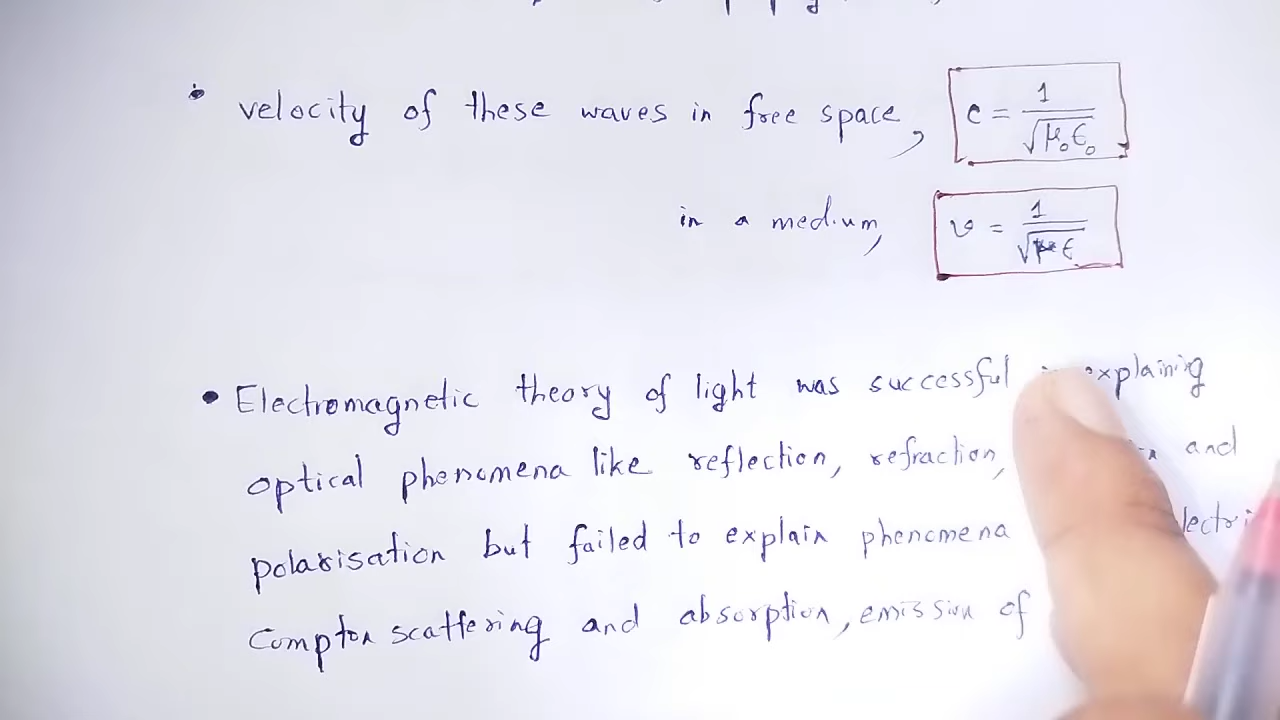 velocity of these waves in free space, c = 1/√μ₀ε₀
in a medium, v = 1/√με
Electromagnetic theory of light was successful explaining
optical phenomena like reflection, refraction, and
polarisation but failed to explain phenomena
Compton scattering and absorption, emission of